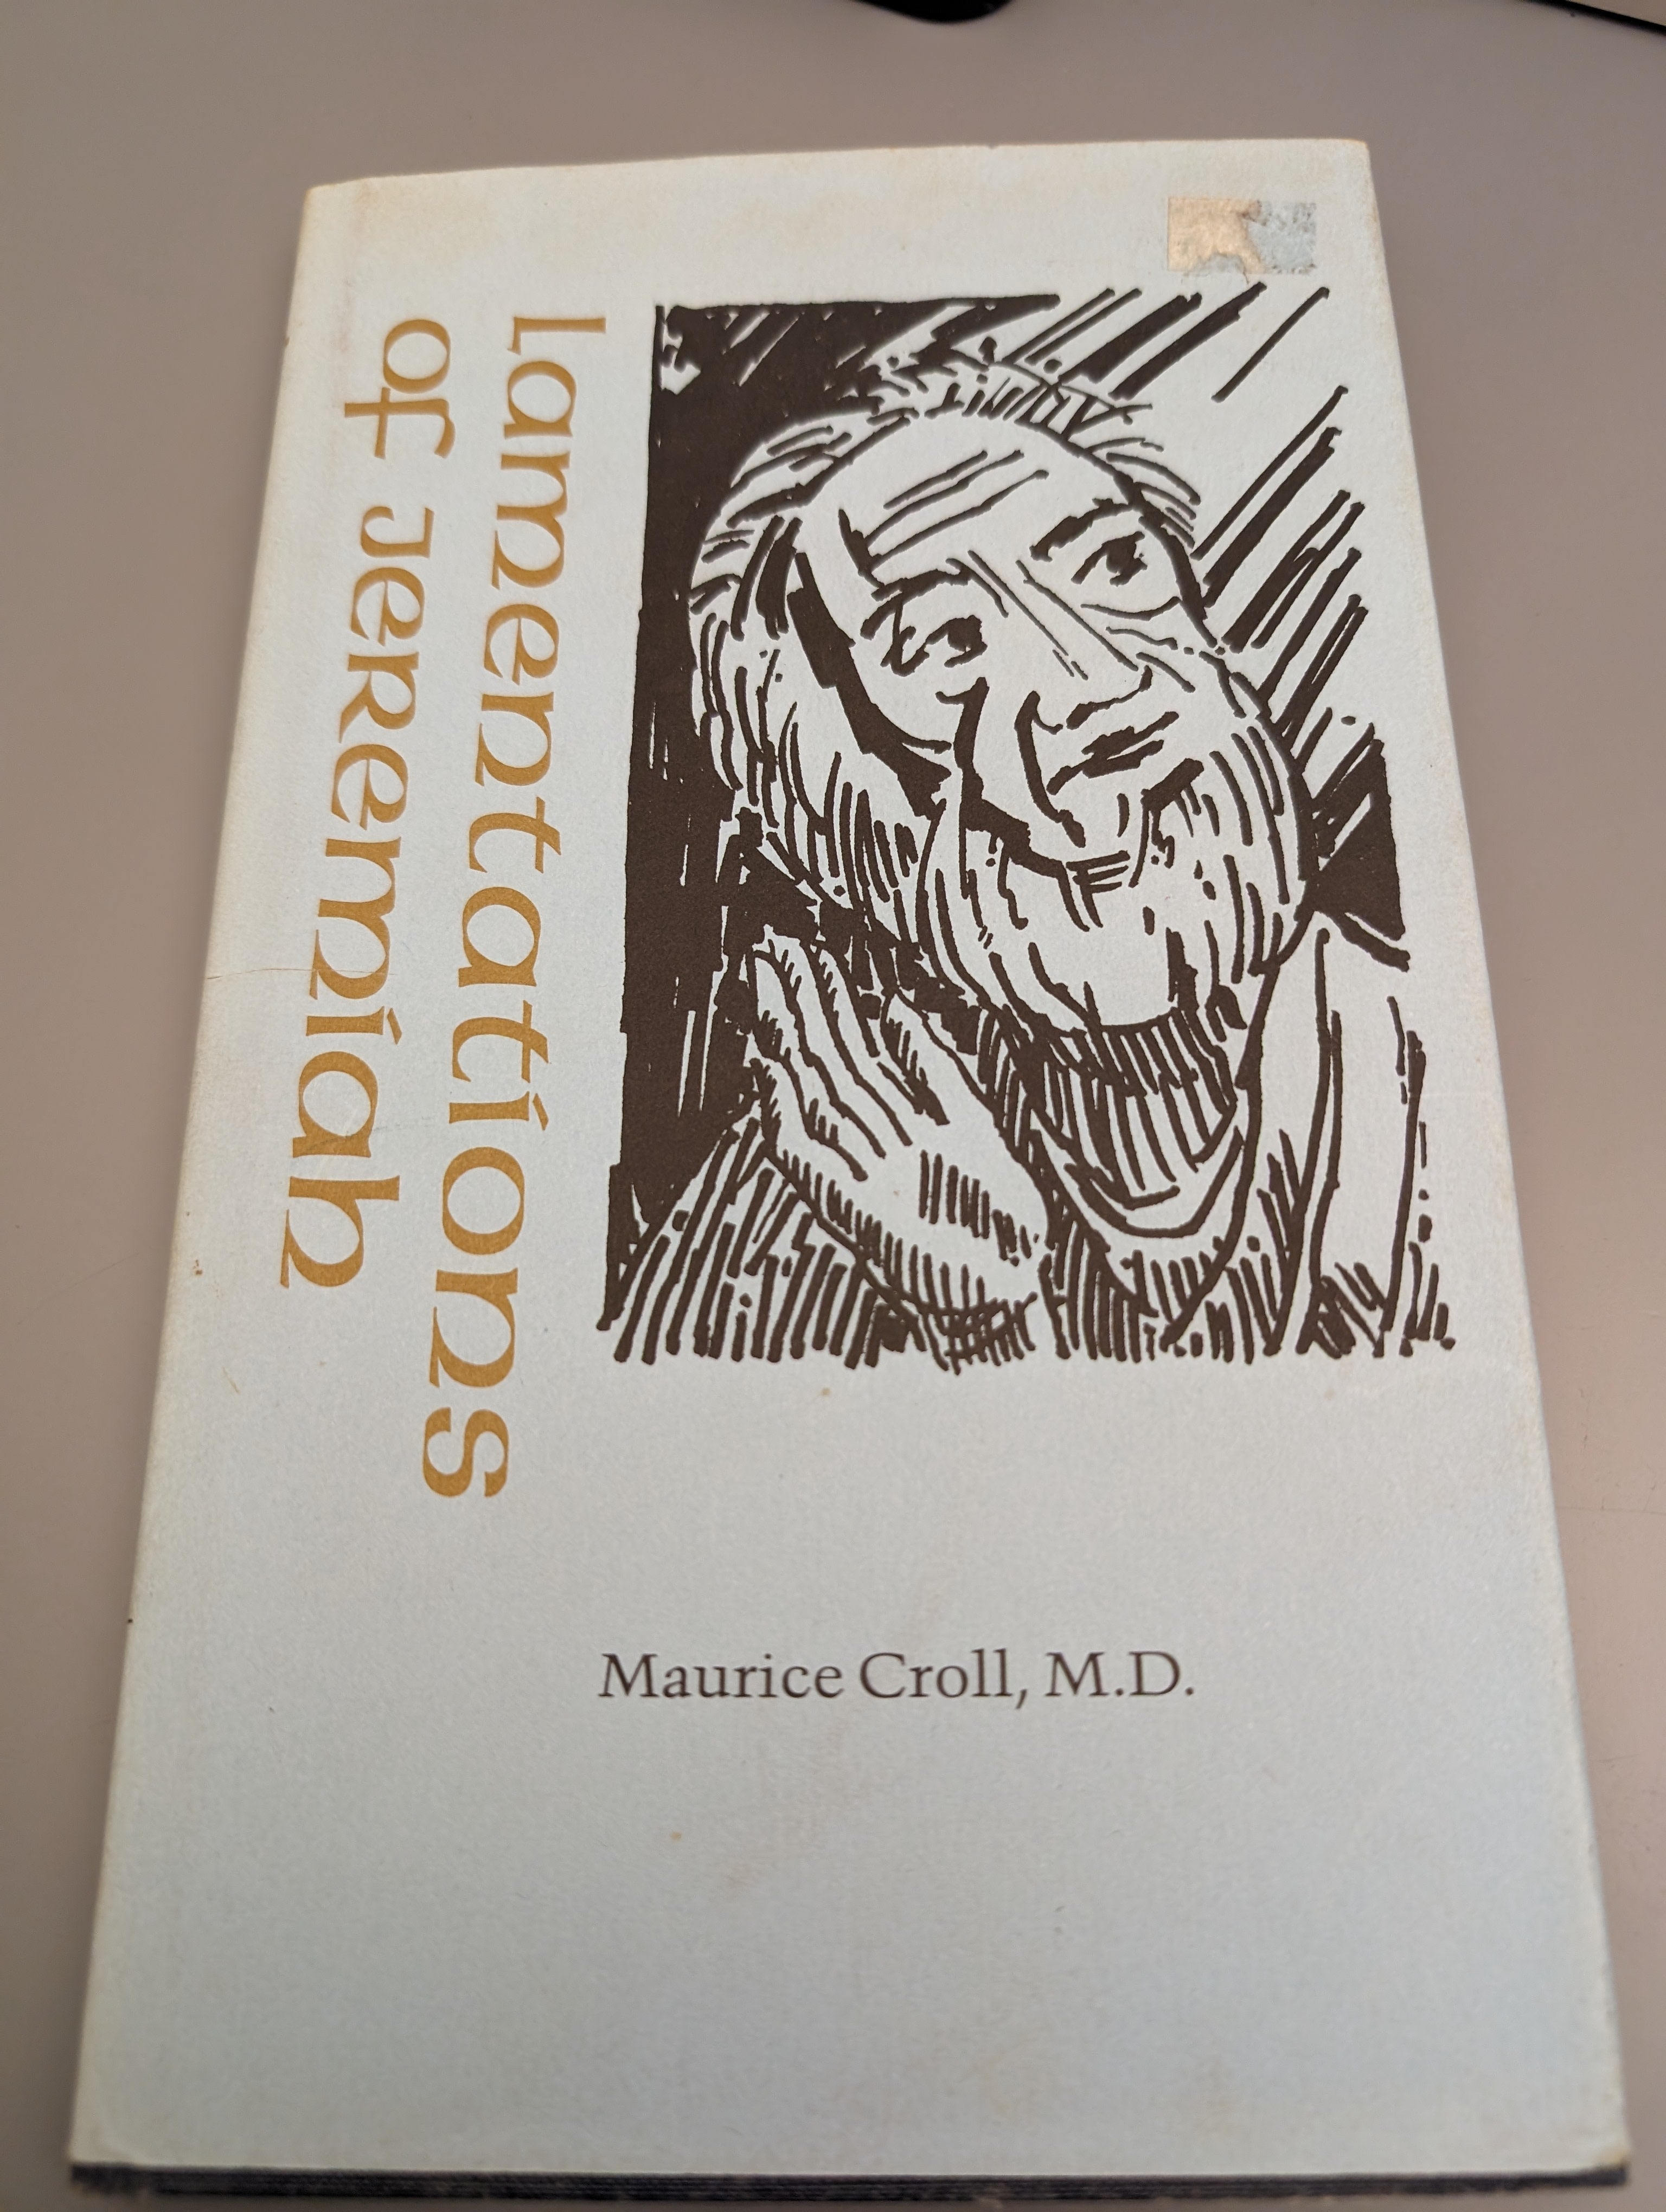 Lamentations
of Jeremiah
Maurice Croll, M.D.